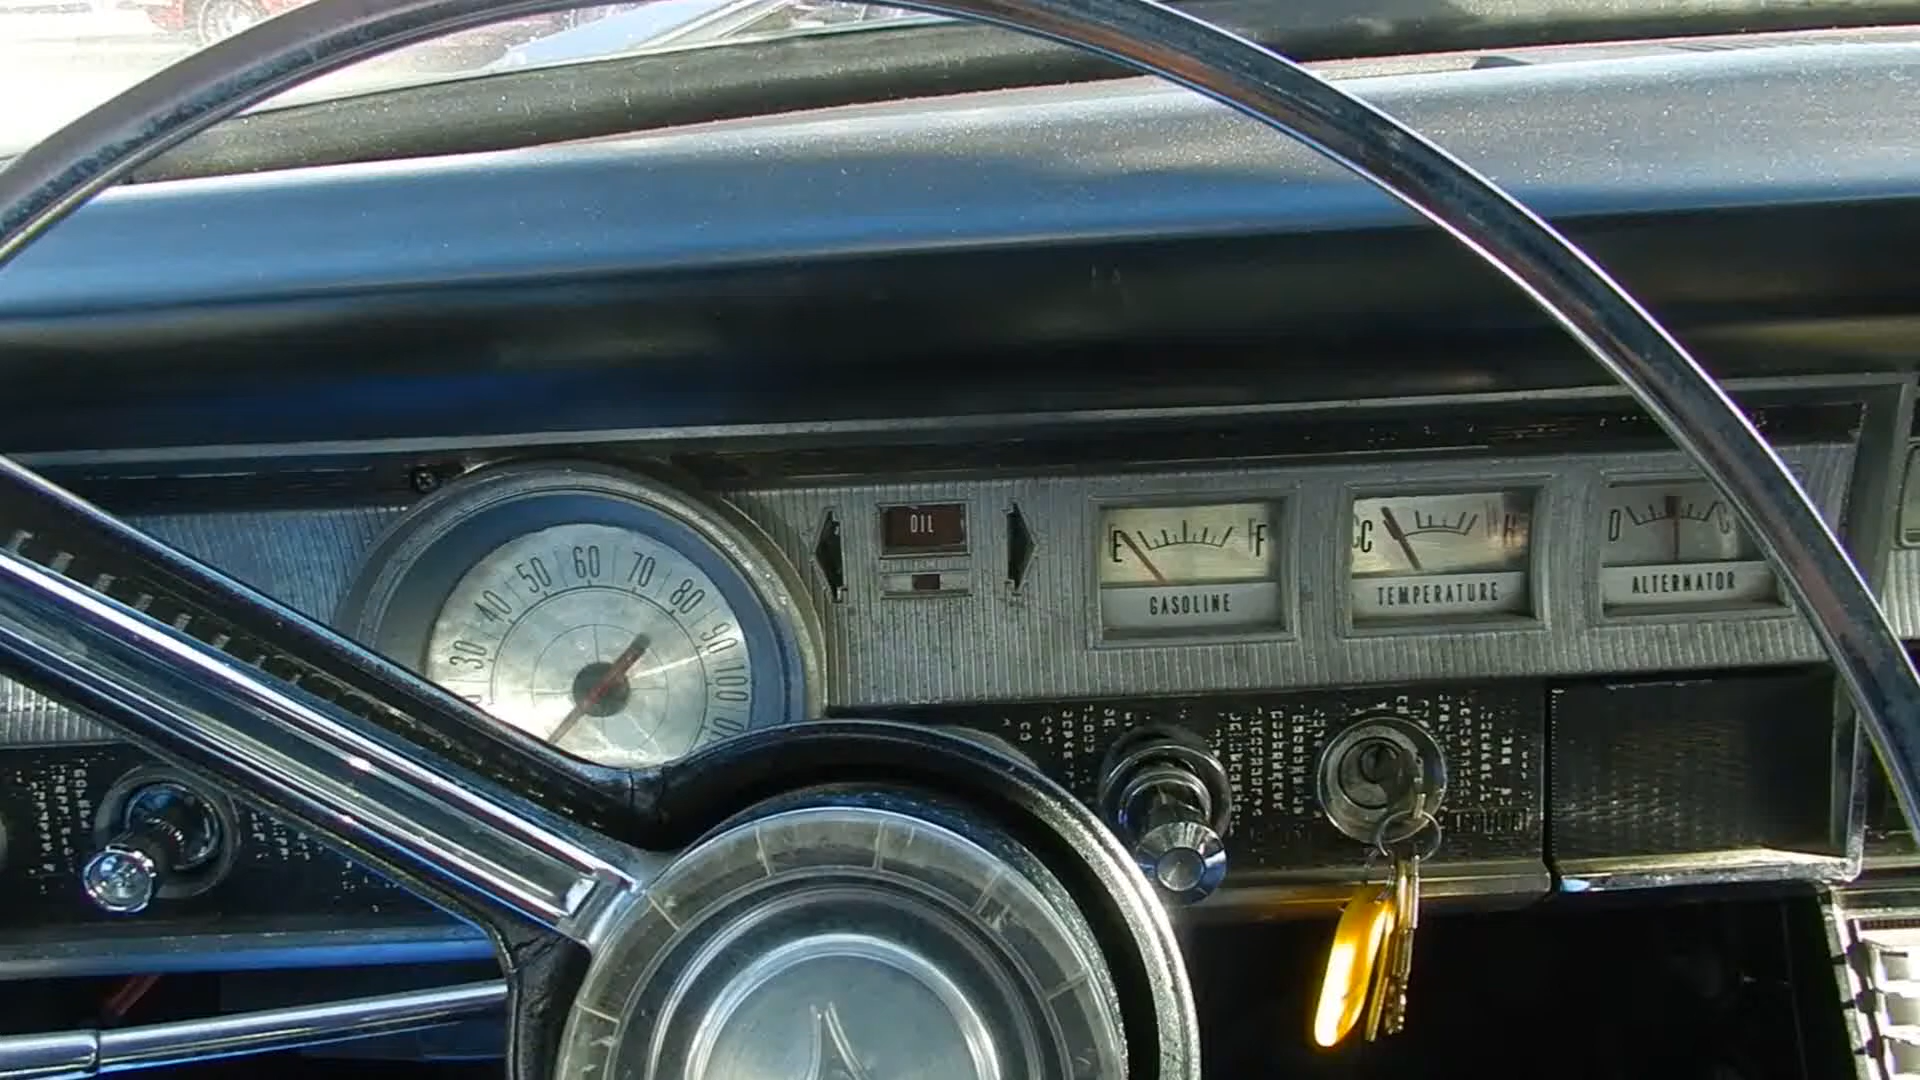 30 40 50 60 70 80 90 100
OIL
E F
GASOLINE
C H
TEMPERATURE
D C
ALTERNATOR